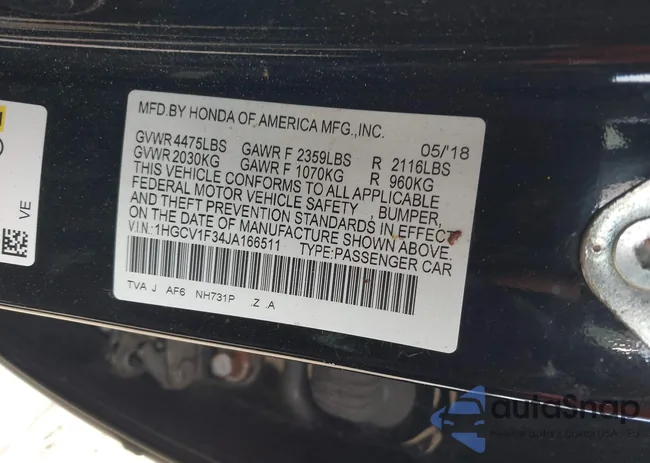 MFD.BY HONDA OF AMERICA MFG.,INC.
GVWR 4475LBS GAWR F 2359LBS R 2116LBS 05/'18
GVWR 2030KG GAWR F 1070KG R 960KG
THIS VEHICLE CONFORMS TO ALL APPLICABLE
FEDERAL MOTOR VEHICLE SAFETY , BUMPER,
AND THEFT PREVENTION STANDARDS IN EFFECT
ON THE DATE OF MANUFACTURE SHOWN ABOVE.
V.I.N.:1HGCV1F34JA166511 TYPE:PASSENGER CAR
TVA J AF6 NH731P .Z .A
VE
autoSnap